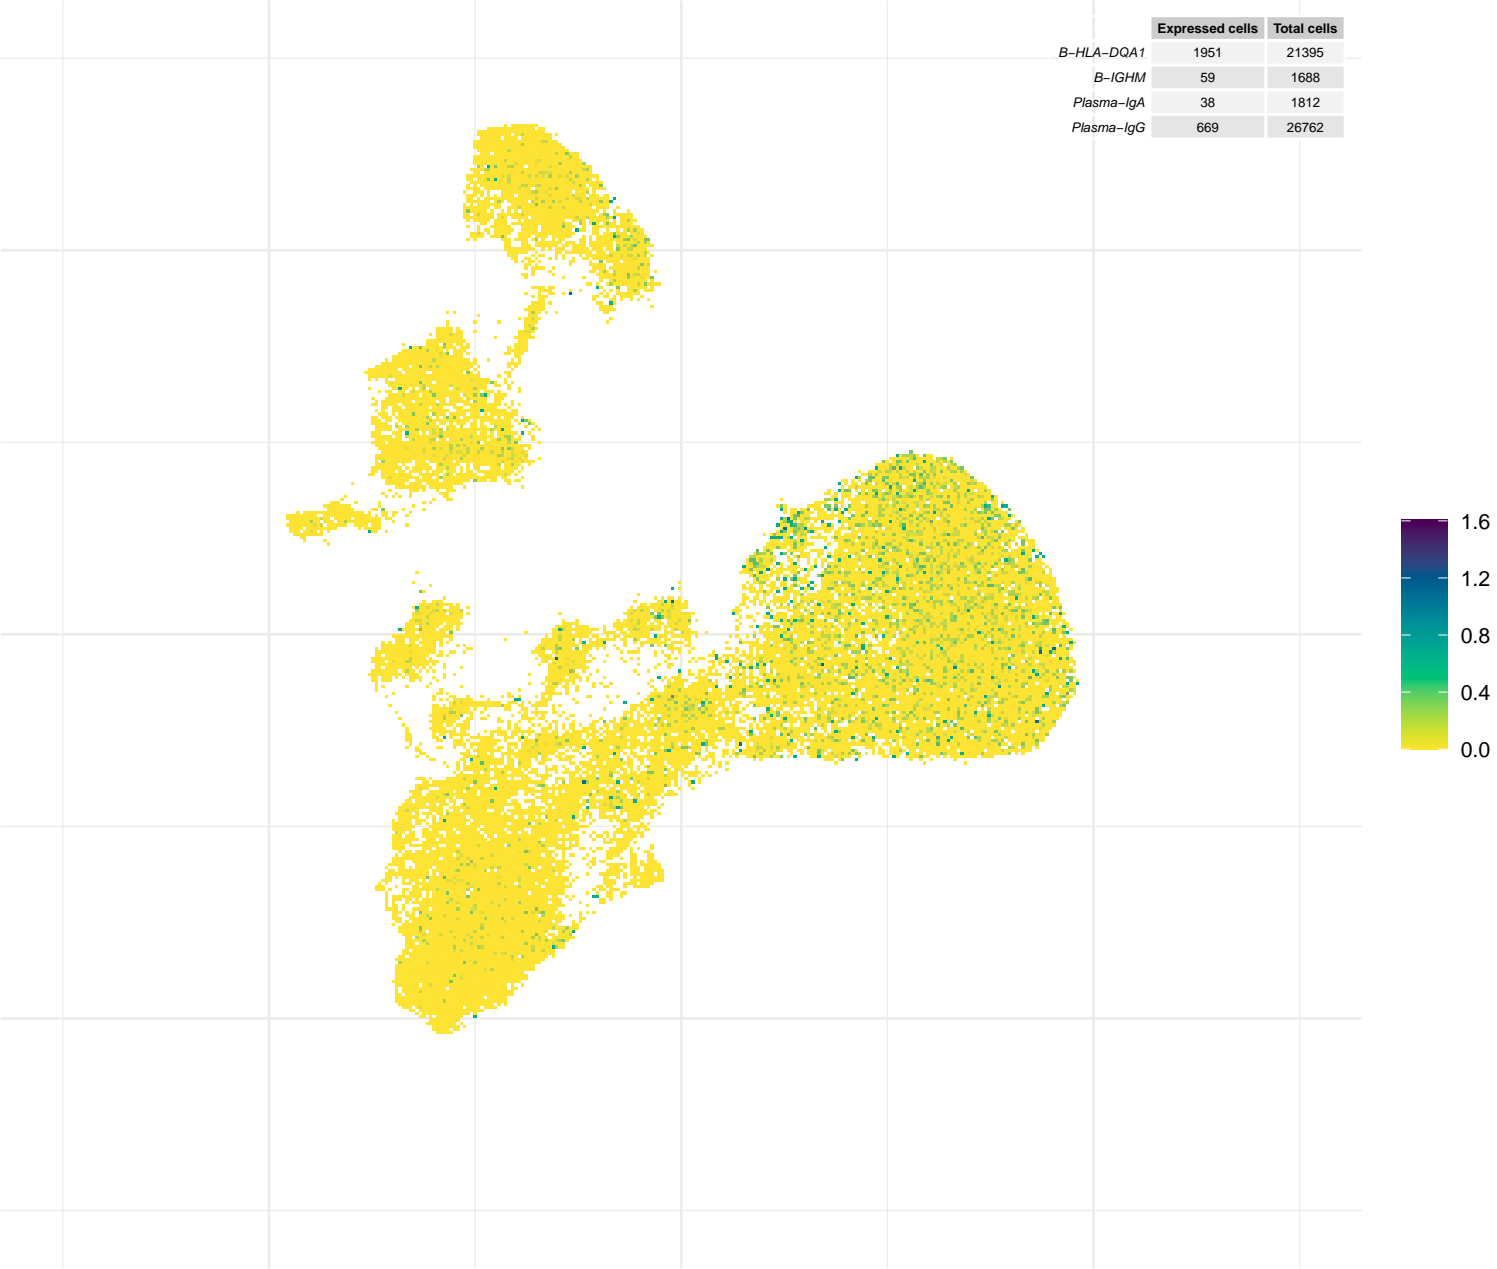 Expressed cells Total cells
B−HLA−DQA1 1951 21395
B−IGHM 59 1688
Plasma−IgA 38 1812
Plasma−IgG 669 26762
1.6
1.2
0.8
0.4
0.0